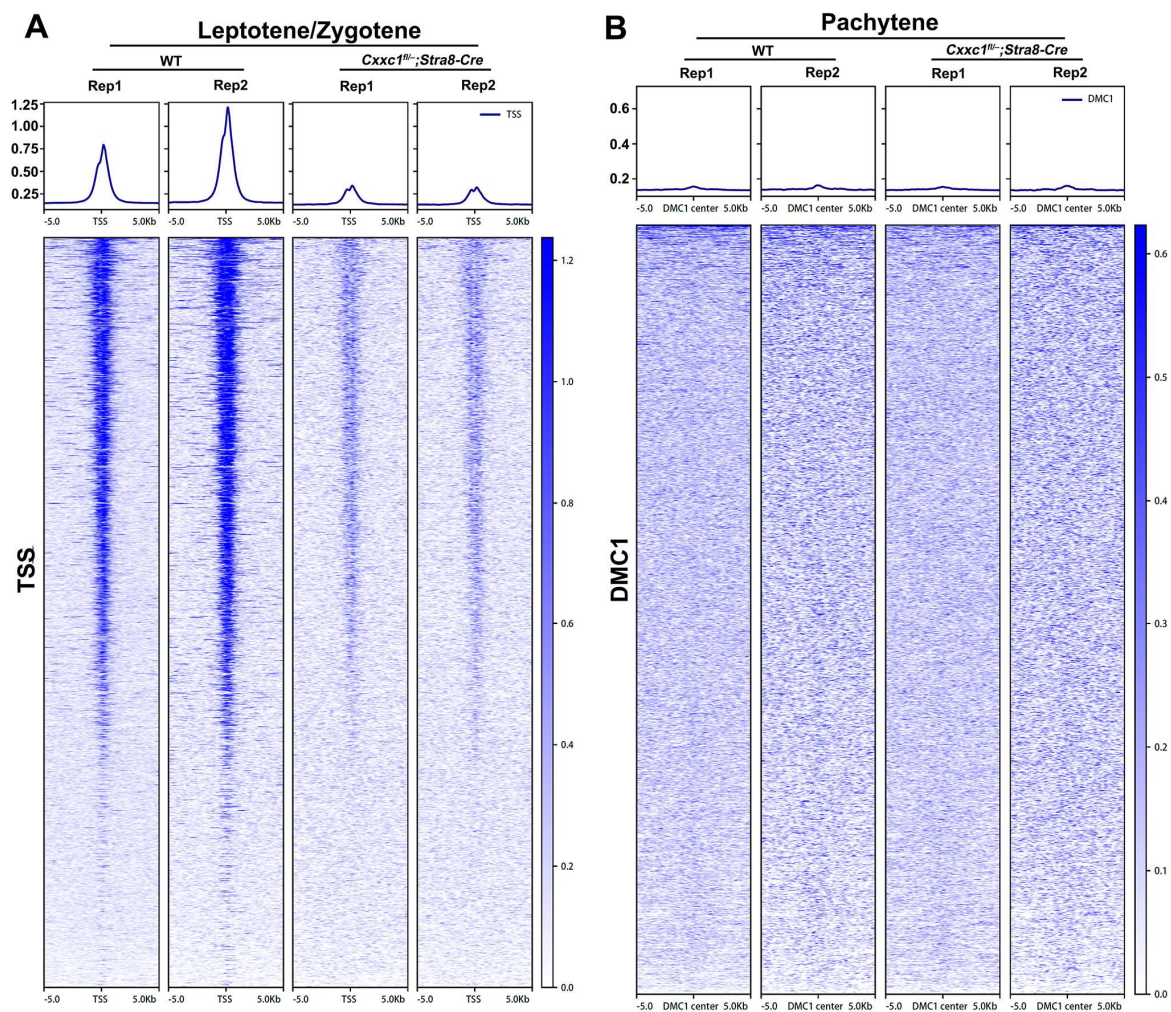 A
Leptotene/Zygotene
WT
Cxxc1fl/–;Stra8-Cre
Rep1
Rep2
Rep1
Rep2
1.25
1.00
0.75
0.50
0.25
TSS
-5.0 TSS 5.0Kb
-5.0 TSS 5.0Kb
-5.0 TSS 5.0Kb
-5.0 TSS 5.0Kb
TSS
1.2
1.0
0.8
0.6
0.4
0.2
0.0
-5.0 TSS 5.0Kb
-5.0 TSS 5.0Kb
-5.0 TSS 5.0Kb
-5.0 TSS 5.0Kb
B
Pachytene
WT
Cxxc1fl/–;Stra8-Cre
Rep1
Rep2
Rep1
Rep2
0.6
0.4
0.2
DMC1
-5.0 DMC1 center 5.0Kb
-5.0 DMC1 center 5.0Kb
-5.0 DMC1 center 5.0Kb
-5.0 DMC1 center 5.0Kb
DMC1
0.6
0.5
0.4
0.3
0.2
0.1
0.0
-5.0 DMC1 center 5.0Kb
-5.0 DMC1 center 5.0Kb
-5.0 DMC1 center 5.0Kb
-5.0 DMC1 center 5.0Kb